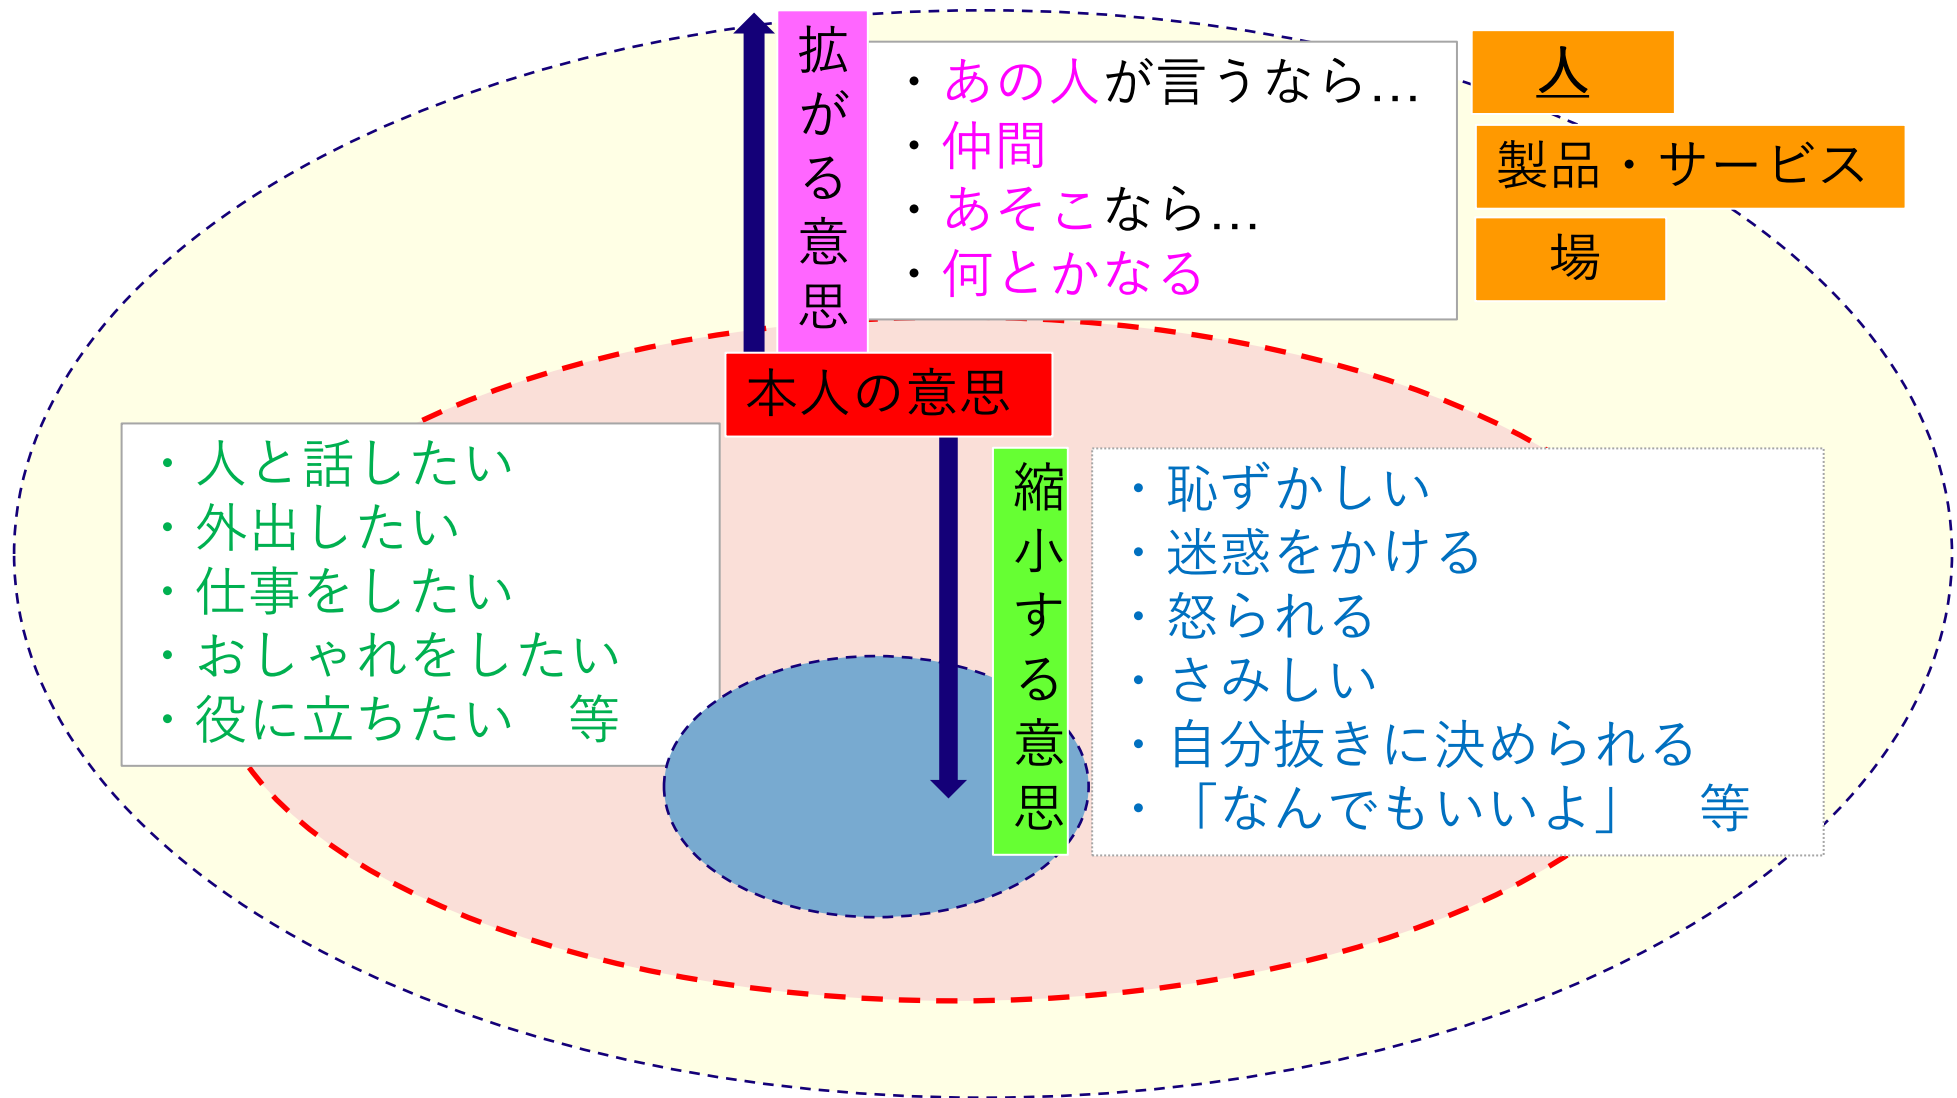 拡がる意思
・あの人が言うなら…
・仲間
・あそこなら…
・何とかなる
人
製品・サービス
場
本人の意思
・人と話したい
・外出したい
・仕事をしたい
・おしゃれをしたい
・役に立ちたい　等
縮小する意思
・恥ずかしい
・迷惑をかける
・怒られる
・さみしい
・自分抜きに決められる
・「なんでもいいよ」　等